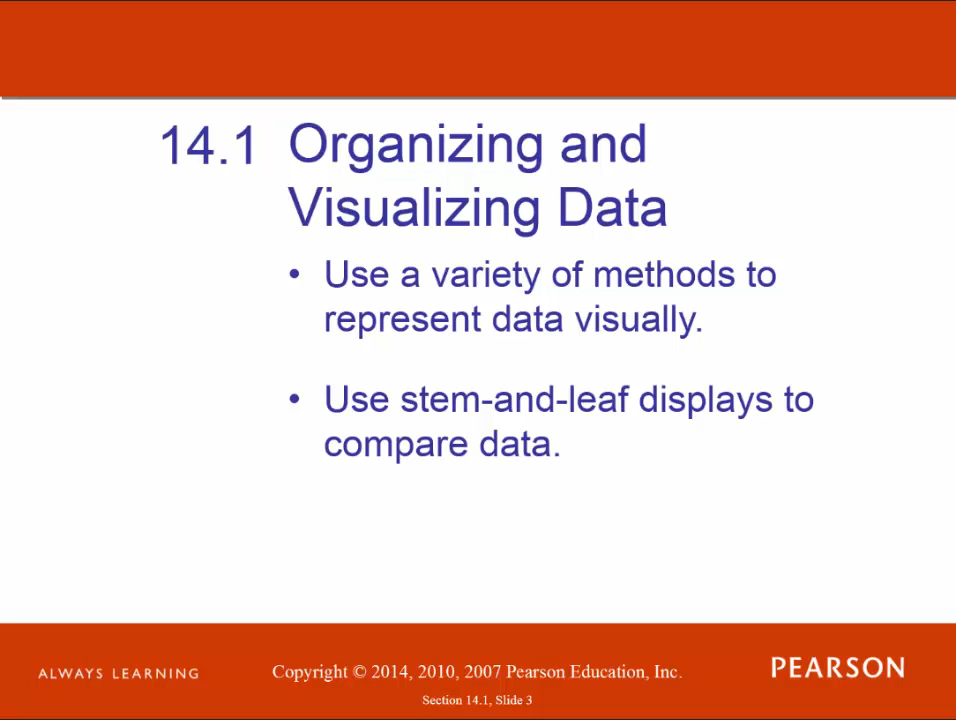 14.1 Organizing and
Visualizing Data
• Use a variety of methods to
represent data visually.
• Use stem-and-leaf displays to
compare data.
ALWAYS LEARNING
Copyright © 2014, 2010, 2007 Pearson Education, Inc.
PEARSON
Section 14.1, Slide 3